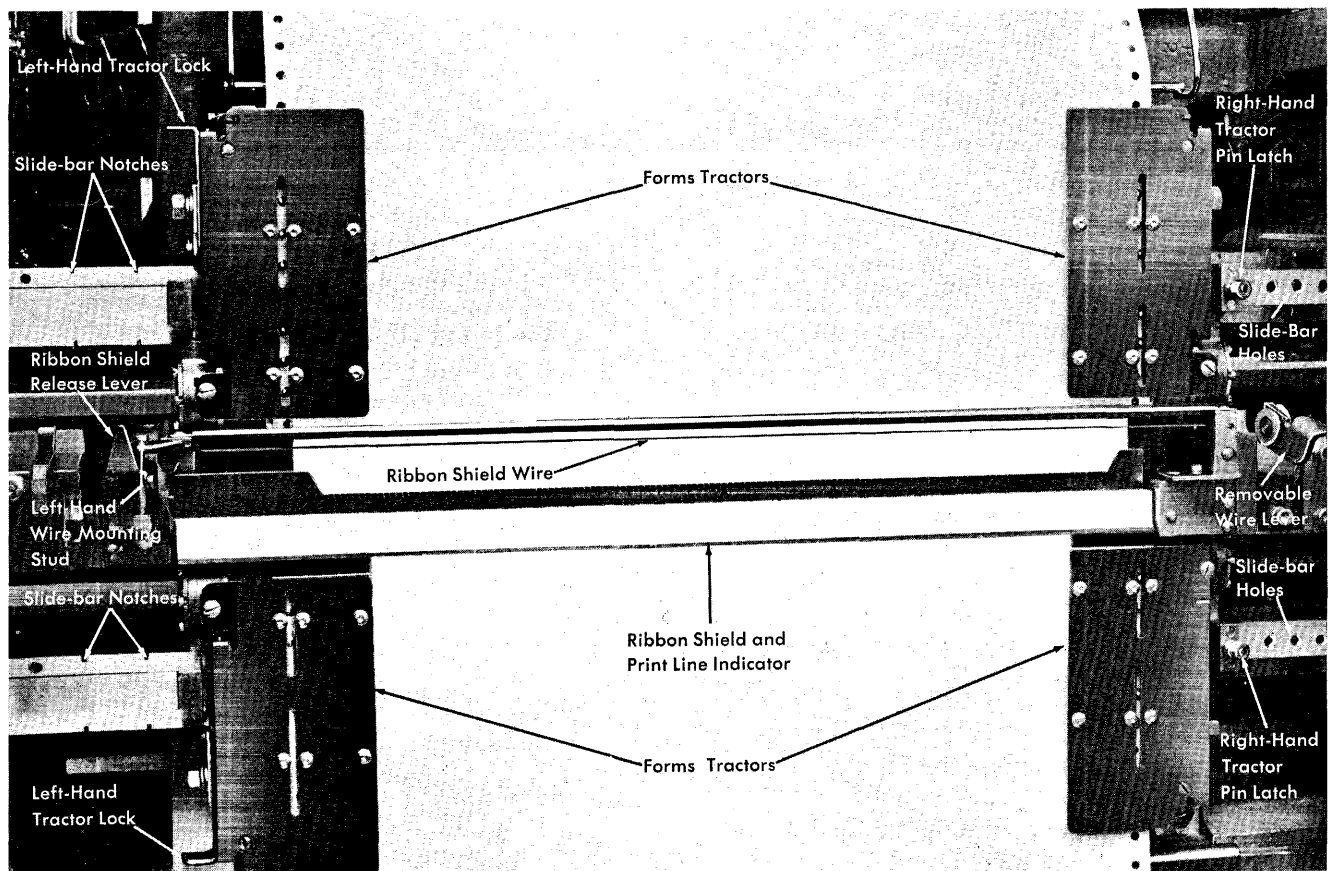 Left-Hand Tractor Lock
Slide-bar Notches
Forms Tractors
Right-Hand
Tractor
Pin Latch
Slide-Bar
Holes
Ribbon Shield
Release Lever
Ribbon Shield Wire
Left-Hand
Wire Mounting
Stud
Removable
Wire Lever
Slide-bar Notches
Slide-bar
Holes
Ribbon Shield and
Print Line Indicator
Forms Tractors
Left-Hand
Tractor Lock
Right-Hand
Tractor
Pin Latch